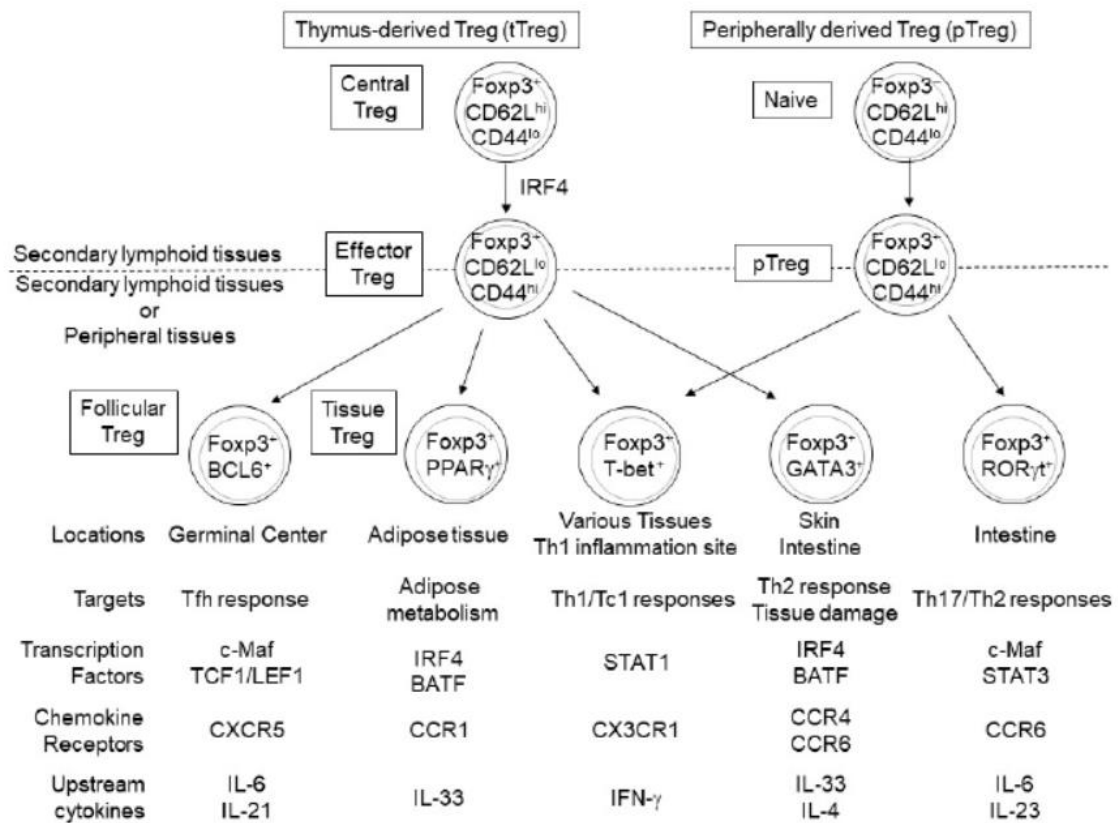 Thymus-derived Treg (tTreg)
Peripherally derived Treg (pTreg)
Central
Treg
Foxp3⁺
CD62Lʰⁱ
CD44ˡᵒ
Naive
Foxp3⁻
CD62Lʰⁱ
CD44ˡᵒ
IRF4
Secondary lymphoid tissues
Secondary lymphoid tissues
or
Peripheral tissues
Effector
Treg
Foxp3⁺
CD62Lˡᵒ
CD44ʰⁱ
pTreg
Foxp3⁺
CD62Lˡᵒ
CD44ʰⁱ
Follicular
Treg
Foxp3⁺
BCL6⁺
Tissue
Treg
Foxp3⁺
PPARγ⁺
Foxp3⁺
T-bet⁺
Foxp3⁺
GATA3⁺
Foxp3⁺
RORγt⁺
Locations
Germinal Center
Adipose tissue
Various Tissues
Th1 inflammation site
Skin
Intestine
Intestine
Targets
Tfh response
Adipose
metabolism
Th1/Tc1 responses
Th2 response
Tissue damage
Th17/Th2 responses
Transcription
Factors
c-Maf
TCF1/LEF1
IRF4
BATF
STAT1
IRF4
BATF
c-Maf
STAT3
Chemokine
Receptors
CXCR5
CCR1
CX3CR1
CCR4
CCR6
CCR6
Upstream
cytokines
IL-6
IL-21
IL-33
IFN-γ
IL-33
IL-4
IL-6
IL-23